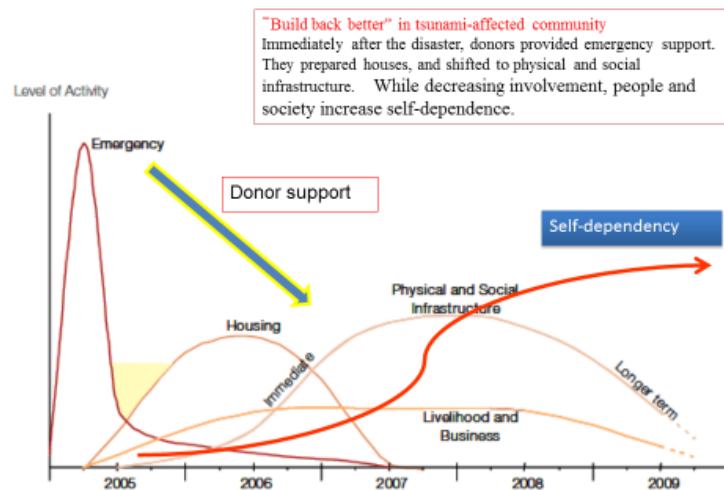 “Build back better” in tsunami-affected community
Immediately after the disaster, donors provided emergency support.
They prepared houses, and shifted to physical and social
infrastructure. While decreasing involvement, people and
society increase self-dependence.
Level of Activity
Emergency
Donor support
Self-dependency
Physical and Social
Infrastructure
Housing
Immediate
Longer term
Livelihood and
Business
2005 2006 2007 2008 2009